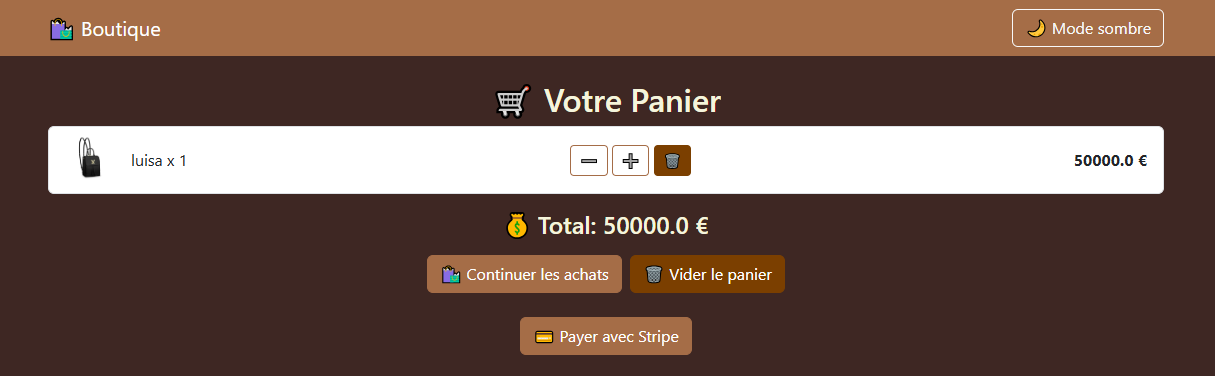 Boutique
Mode sombre
Votre Panier
luisa x 1
50000.0 €
Total: 50000.0 €
Continuer les achats
Vider le panier
Payer avec Stripe